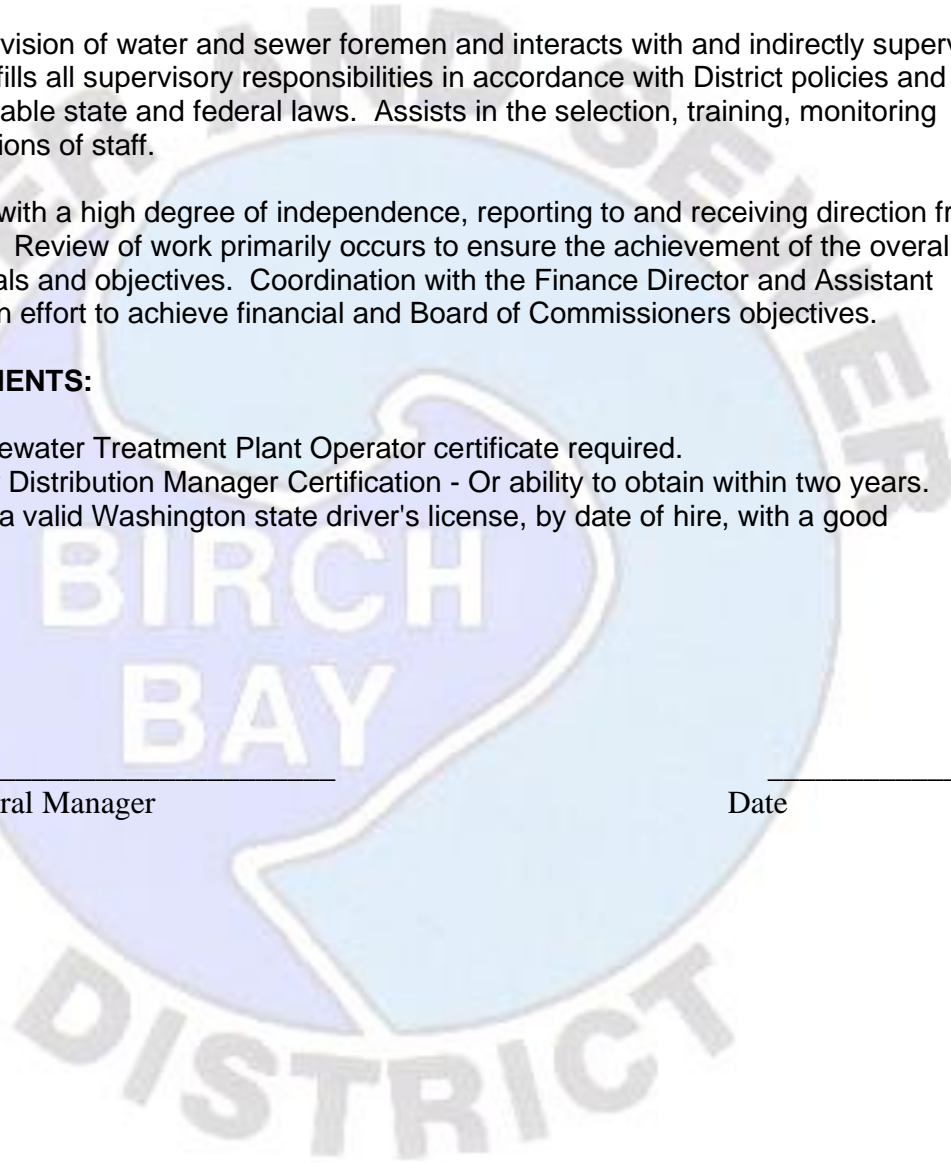 vision of water and sewer foremen and interacts with and indirectly superv
fills all supervisory responsibilities in accordance with District policies and
able state and federal laws.  Assists in the selection, training, monitoring
ions of staff.
with a high degree of independence, reporting to and receiving direction fr
Review of work primarily occurs to ensure the achievement of the overal
als and objectives.  Coordination with the Finance Director and Assistant
n effort to achieve financial and Board of Commissioners objectives.
MENTS:
ewater Treatment Plant Operator certificate required.
Distribution Manager Certification - Or ability to obtain within two years.
a valid Washington state driver's license, by date of hire, with a good
ral Manager Date
ER AND SEWER
BIRCH
BAY
DISTRICT